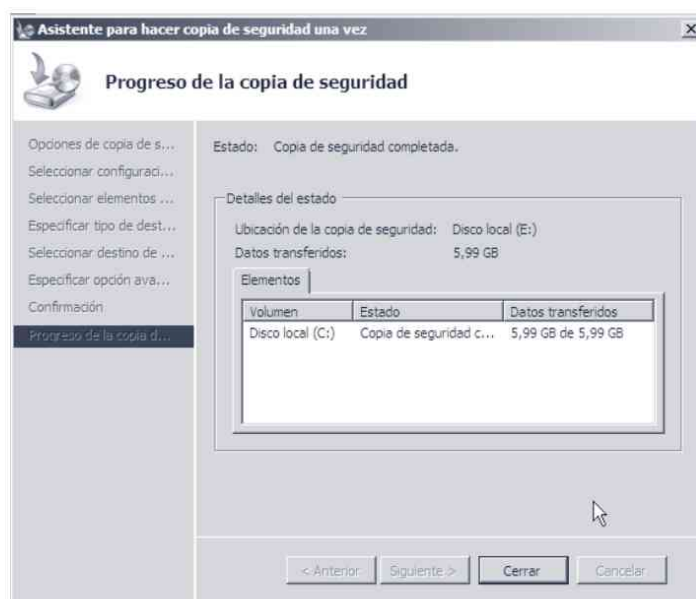 Asistente para hacer copia de seguridad una vez
Progreso de la copia de seguridad
Opciones de copia de s...
Seleccionar configuraci...
Seleccionar elementos ...
Especificar tipo de dest...
Seleccionar destino de ...
Especificar opción ava...
Confirmación
Progreso de la copia d...
Estado: Copia de seguridad completada.
Detalles del estado
Ubicación de la copia de seguridad: Disco local (E:)
Datos transferidos: 5,99 GB
Elementos
Volumen Estado Datos transferidos
Disco local (C:) Copia de seguridad c... 5,99 GB de 5,99 GB
< Anterior Siguiente > Cerrar Cancelar